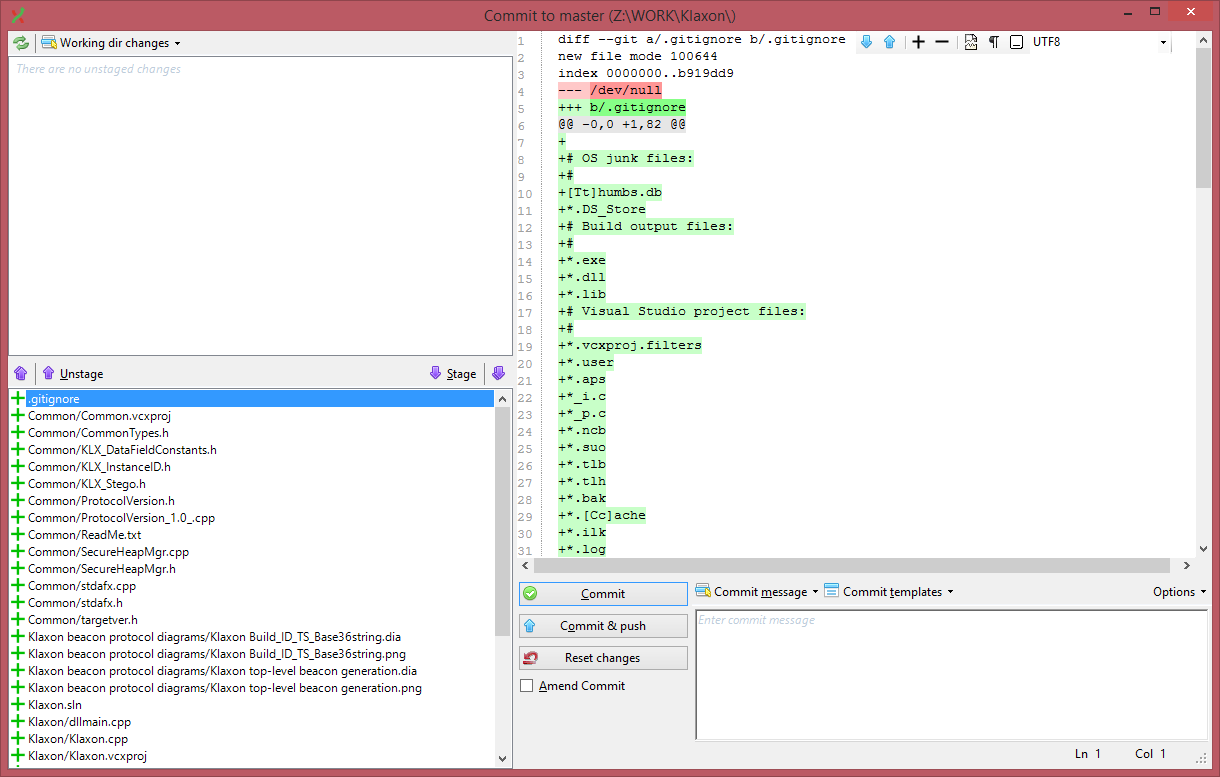 Commit to master (Z:\WORK\Klaxon\)
Working dir changes
There are no unstaged changes
Unstage
Stage
.gitignore
Common/Common.vcxproj
Common/CommonTypes.h
Common/KLX_DataFieldConstants.h
Common/KLX_InstanceID.h
Common/KLX_Stego.h
Common/ProtocolVersion.h
Common/ProtocolVersion_1.0_.cpp
Common/ReadMe.txt
Common/SecureHeapMgr.cpp
Common/SecureHeapMgr.h
Common/stdafx.cpp
Common/stdafx.h
Common/targetver.h
Klaxon beacon protocol diagrams/Klaxon Build_ID_TS_Base36string.dia
Klaxon beacon protocol diagrams/Klaxon Build_ID_TS_Base36string.png
Klaxon beacon protocol diagrams/Klaxon top-level beacon generation.dia
Klaxon beacon protocol diagrams/Klaxon top-level beacon generation.png
Klaxon.sln
Klaxon/dllmain.cpp
Klaxon/Klaxon.cpp
Klaxon/Klaxon.vcxproj
UTF8
1 diff --git a/.gitignore b/.gitignore
2 new file mode 100644
3 index 0000000..b919dd9
4 --- /dev/null
5 +++ b/.gitignore
6 @@ -0,0 +1,82 @@
7 +
8 +# OS junk files:
9 +#
10 +[Tt]humbs.db
11 +*.DS_Store
12 +# Build output files:
13 +#
14 +*.exe
15 +*.dll
16 +*.lib
17 +# Visual Studio project files:
18 +#
19 +*.vcxproj.filters
20 +*.user
21 +*.aps
22 +*_i.c
23 +*_p.c
24 +*.ncb
25 +*.suo
26 +*.tlb
27 +*.tlh
28 +*.bak
29 +*.[Cc]ache
30 +*.ilk
31 +*.log
Commit
Commit & push
Reset changes
Amend Commit
Commit message
Commit templates
Options
Enter commit message
Ln 1 Col 1